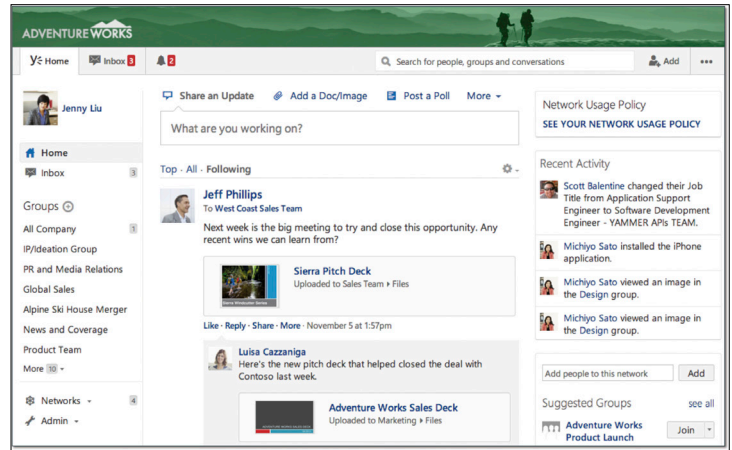 ADVENTURE WORKS
Home
Inbox 3
2
Search for people, groups and conversations
Add
Jenny Liu
Home
Inbox 3
Groups
All Company 1
IP/Ideation Group
PR and Media Relations
Global Sales
Alpine Ski House Merger
News and Coverage
Product Team
More 10
Networks 4
Admin
Share an Update Add a Doc/Image Post a Poll More
What are you working on?
Top · All · Following
Jeff Phillips
To West Coast Sales Team
Next week is the big meeting to try and close this opportunity. Any
recent wins we can learn from?
Sierra Pitch Deck
Uploaded to Sales Team ▸ Files
Like · Reply · Share · More · November 5 at 1:57pm
Luisa Cazzaniga
Here's the new pitch deck that helped closed the deal with
Contoso last week.
Adventure Works Sales Deck
Uploaded to Marketing ▸ Files
Network Usage Policy
SEE YOUR NETWORK USAGE POLICY
Recent Activity
Scott Balentine changed their Job
Title from Application Support
Engineer to Software Development
Engineer - YAMMER APIs TEAM.
Michiyo Sato installed the iPhone
application.
Michiyo Sato viewed an image in
the Design group.
Michiyo Sato viewed an image in
the Design group.
Add people to this network Add
Suggested Groups see all
Adventure Works
Product Launch
Join